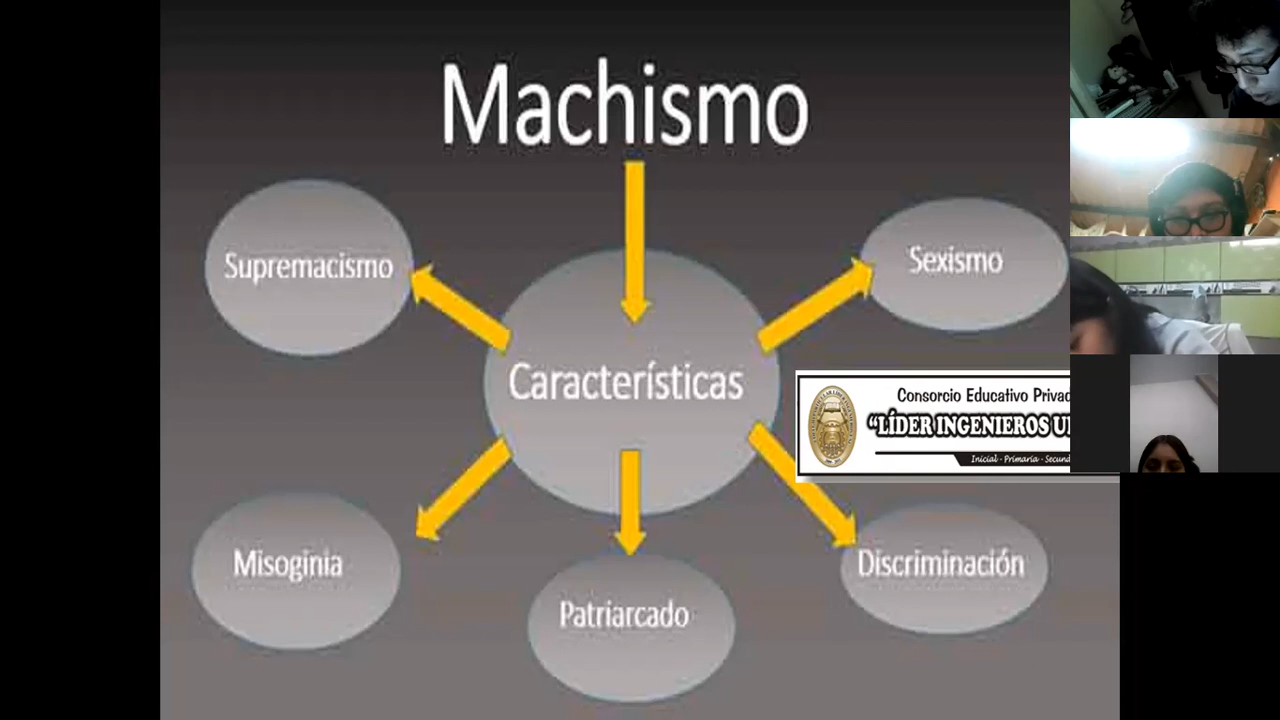 Machismo
Supremacismo
Sexismo
Características
Consorcio Educativo Privad
"LÍDER INGENIEROS
Inicial - Primaria - Secund
Misoginia
Discriminación
Patriarcado